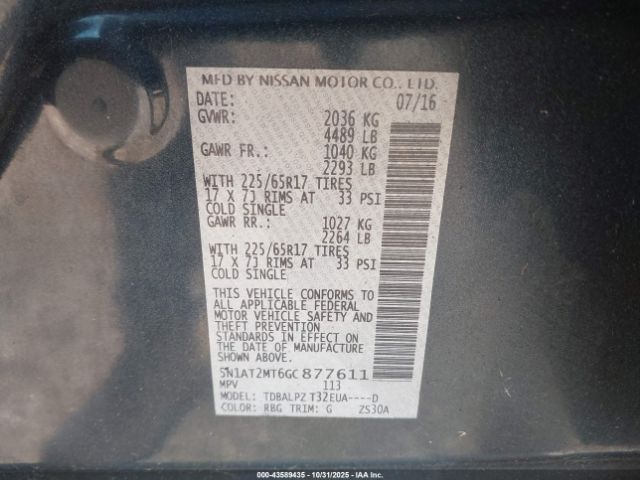 MFD BY NISSAN MOTOR CO., LTD.
DATE: 07/16
GVWR: 2036 KG
4489 LB
GAWR FR.: 1040 KG
2293 LB
WITH 225/65R17 TIRES
17 X 7J RIMS AT 33 PSI
COLD SINGLE
GAWR RR.: 1027 KG
2264 LB
WITH 225/65R17 TIRES
17 X 7J RIMS AT 33 PSI
COLD SINGLE
THIS VEHICLE CONFORMS TO
ALL APPLICABLE FEDERAL
MOTOR VEHICLE SAFETY AND
THEFT PREVENTION
STANDARDS IN EFFECT ON
THE DATE OF MANUFACTURE
SHOWN ABOVE.
5N1AT2MT6GC877611
MPV 113
MODEL: TDBALPZ T32EUA----D
COLOR: RBG TRIM: G ZS30A
000-43589435 - 10/31/2025 - IAAI.COM